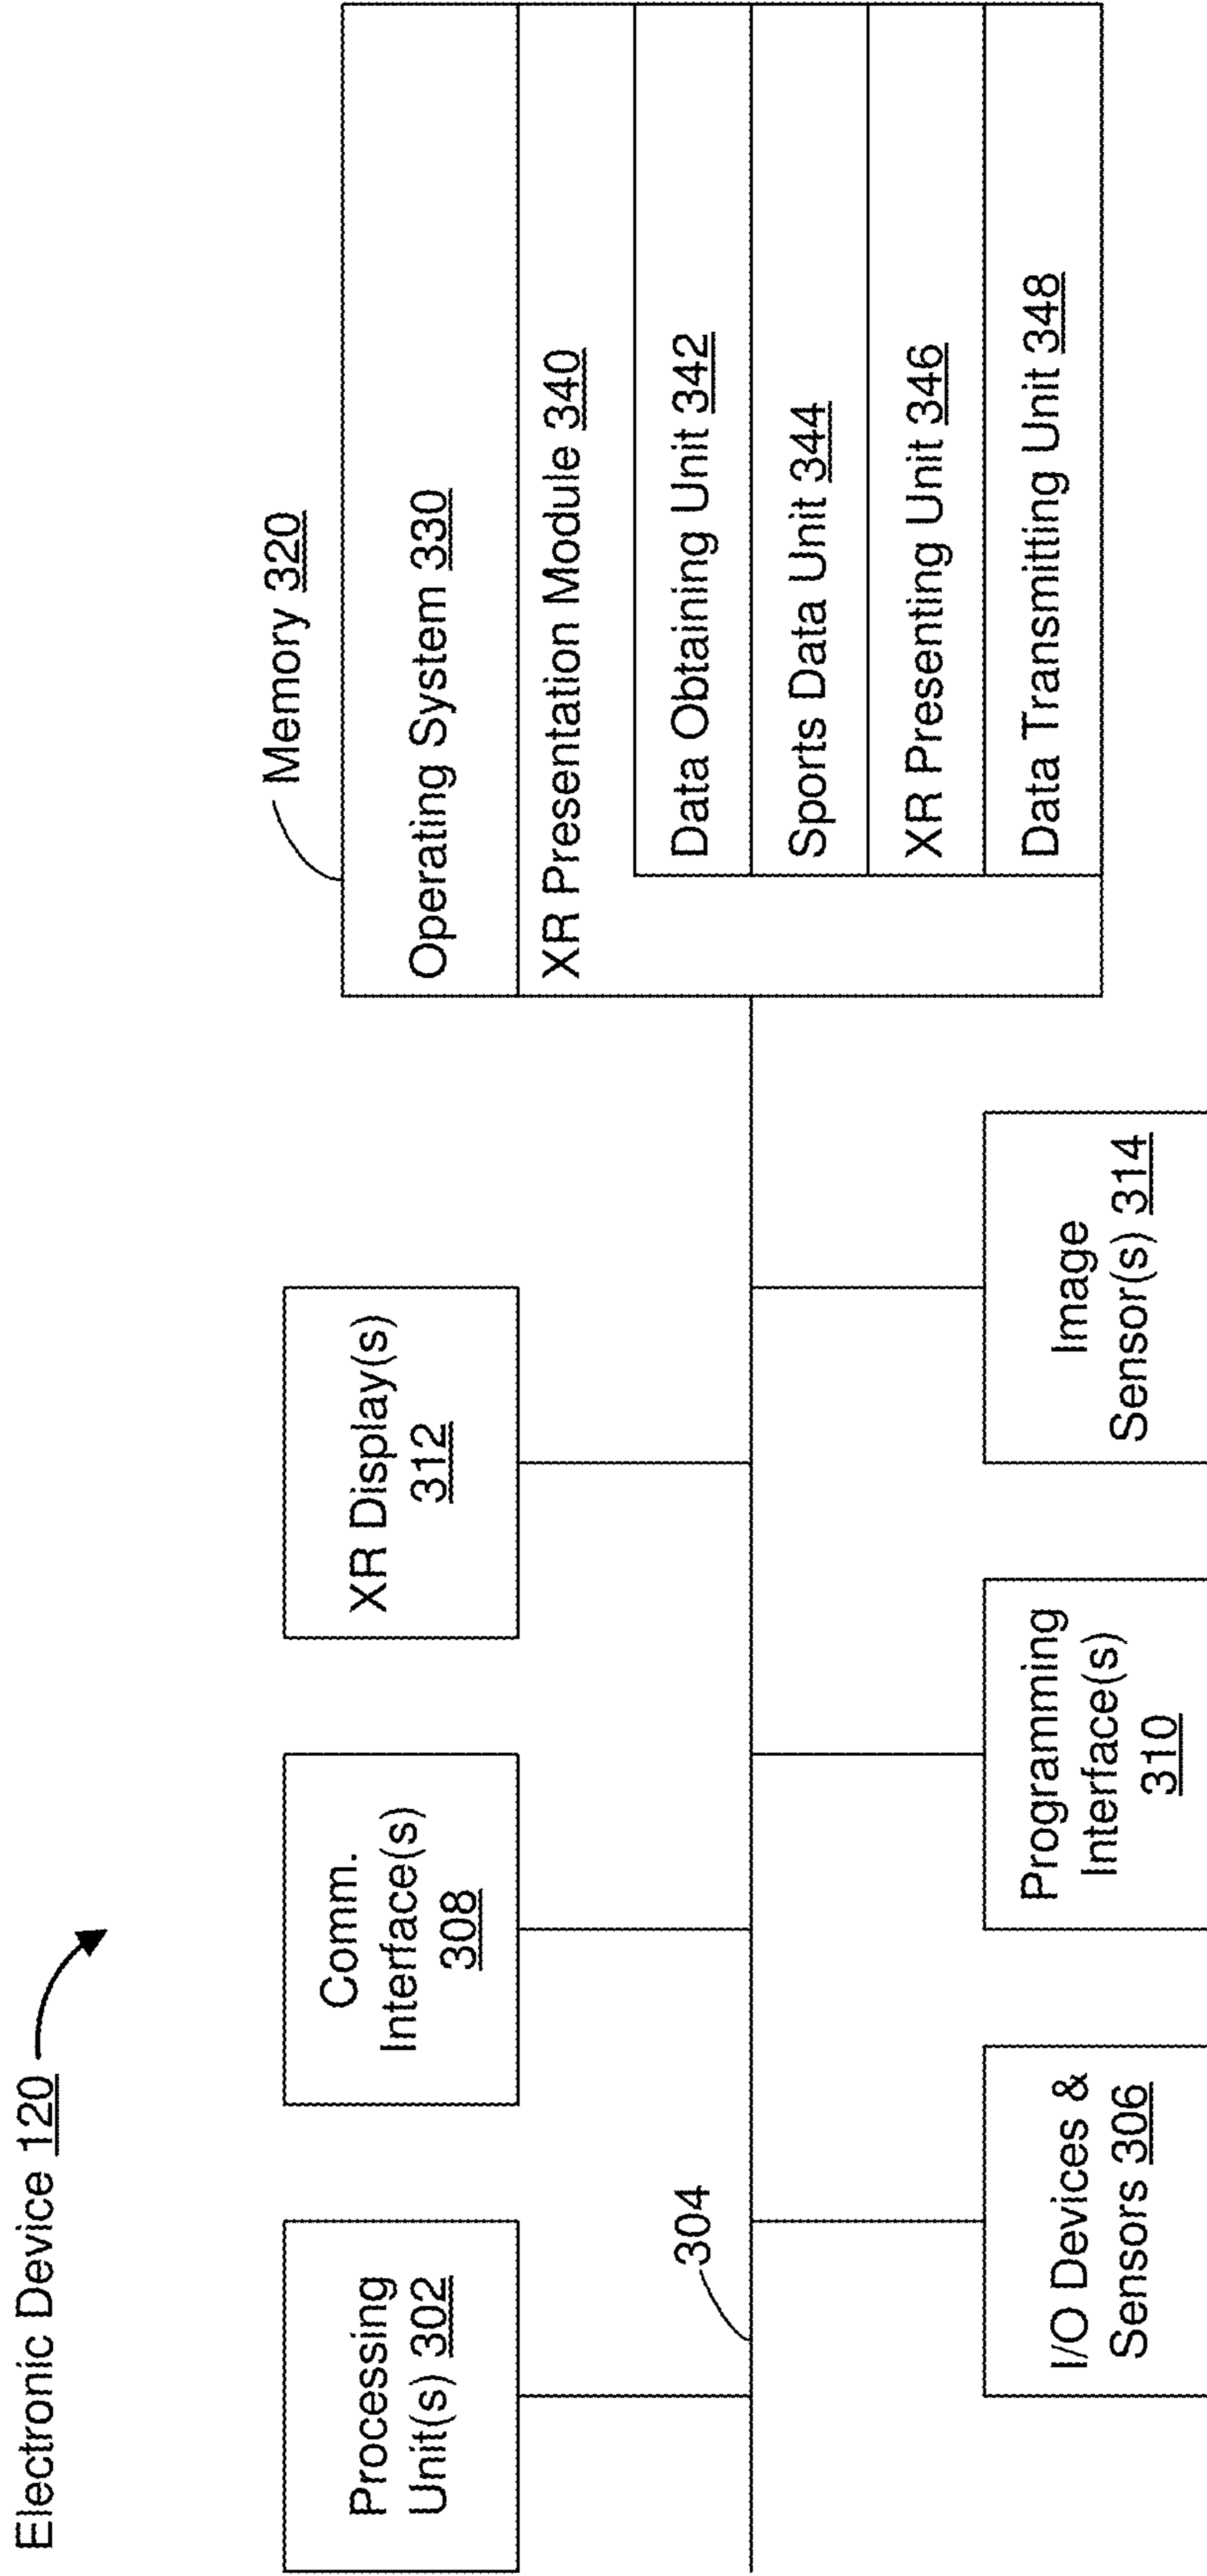 Electronic Device 120
Processing
Unit(s) 302
Comm.
Interface(s)
308
XR Display(s)
312
304
I/O Devices &
Sensors 306
Programming
Interface(s)
310
Image
Sensor(s) 314
Memory 320
Operating System 330
XR Presentation Module 340
Data Obtaining Unit 342
Sports Data Unit 344
XR Presenting Unit 346
Data Transmitting Unit 348